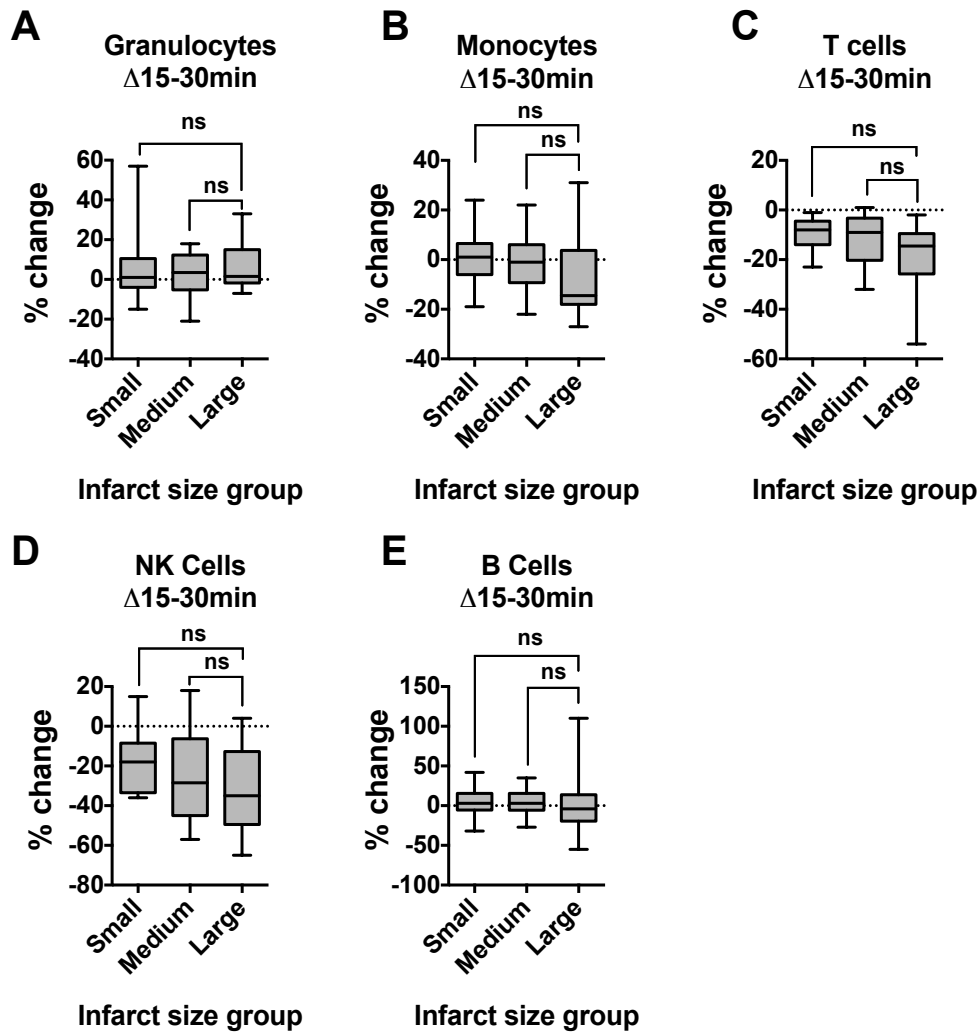 A
Granulocytes
Δ15-30min
ns
ns
60
40
20
0
-20
-40
% change
Small
Medium
Large
Infarct size group
B
Monocytes
Δ15-30min
ns
ns
40
20
0
-20
-40
% change
Small
Medium
Large
Infarct size group
C
T cells
Δ15-30min
ns
ns
20
0
-20
-40
-60
% change
Small
Medium
Large
Infarct size group
D
NK Cells
Δ15-30min
ns
ns
20
0
-20
-40
-60
-80
% change
Small
Medium
Large
Infarct size group
E
B Cells
Δ15-30min
ns
ns
150
100
50
0
-50
-100
% change
Small
Medium
Large
Infarct size group